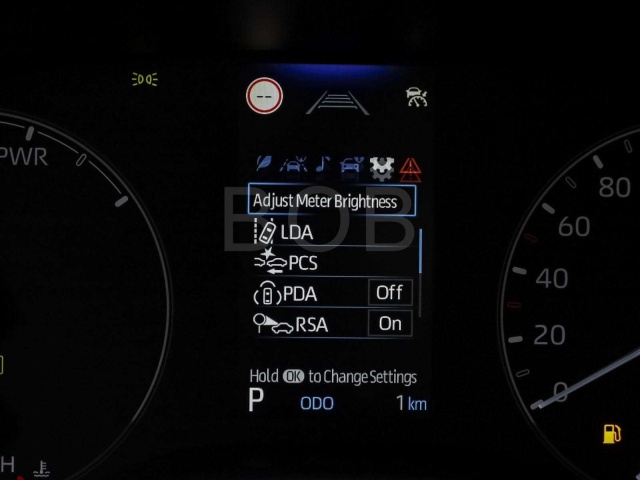 --
PWR
Adjust Meter Brightness
LDA
PCS
PDA Off
RSA On
Hold OK to Change Settings
P ODO 1 km
80
60
40
20
0
H
BOB